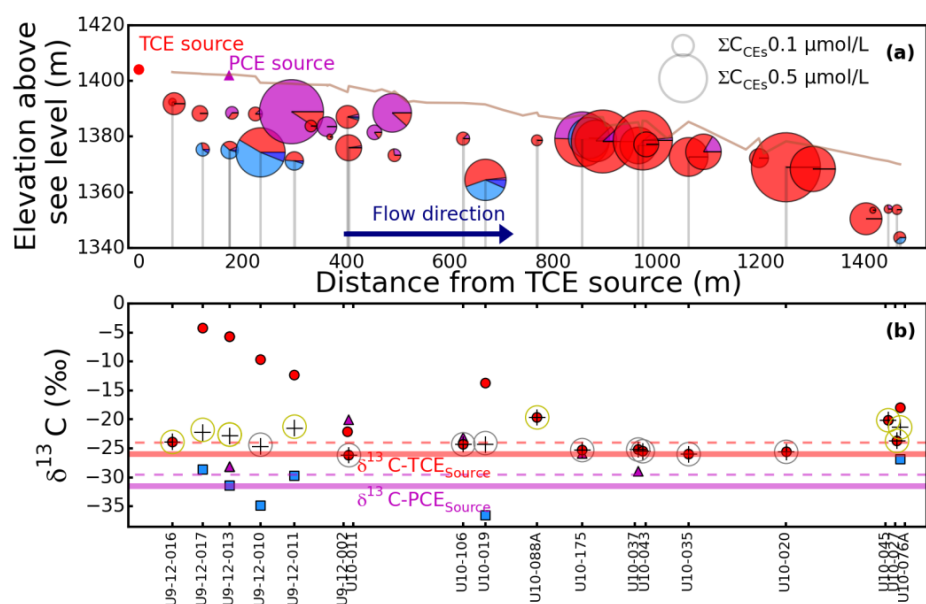 1420
1400
1380
1360
1340
Elevation above
see level (m)
TCE source
PCE source
ΣC_CEs 0.1 µmol/L
ΣC_CEs 0.5 µmol/L
(a)
Flow direction
0 200 400 600 800 1000 1200 1400
Distance from TCE source (m)
0
−5
−10
−15
−20
−25
−30
−35
δ¹³ C (‰)
(b)
δ¹³ C-TCE_Source
δ¹³ C-PCE_Source
U9-12-016
U9-12-017
U9-12-013
U9-12-010
U9-12-011
U9-12-002
U10-011
U10-106
U10-019
U10-088A
U10-175
U10-037
U10-043
U10-035
U10-020
U10-045
U10-027
U10-076A